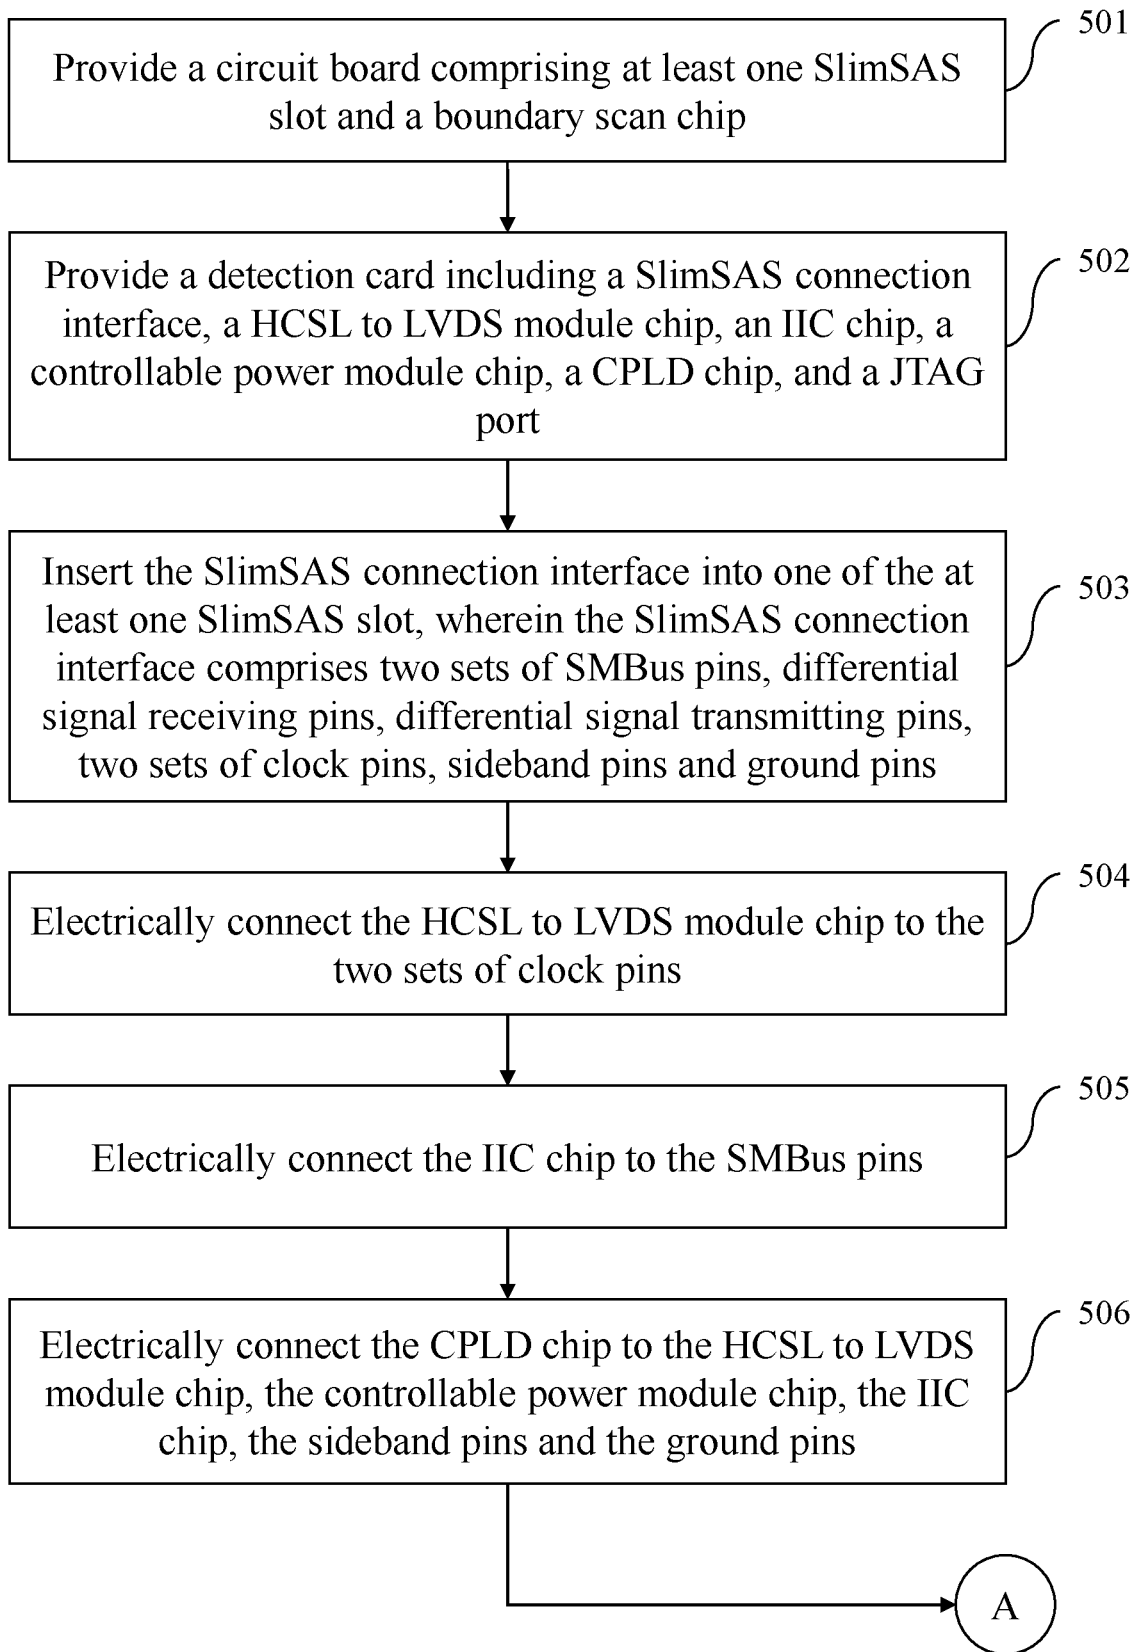 501
Provide a circuit board comprising at least one SlimSAS
slot and a boundary scan chip
502
Provide a detection card including a SlimSAS connection
interface, a HCSL to LVDS module chip, an IIC chip, a
controllable power module chip, a CPLD chip, and a JTAG
port
503
Insert the SlimSAS connection interface into one of the at
least one SlimSAS slot, wherein the SlimSAS connection
interface comprises two sets of SMBus pins, differential
signal receiving pins, differential signal transmitting pins,
two sets of clock pins, sideband pins and ground pins
504
Electrically connect the HCSL to LVDS module chip to the
two sets of clock pins
505
Electrically connect the IIC chip to the SMBus pins
506
Electrically connect the CPLD chip to the HCSL to LVDS
module chip, the controllable power module chip, the IIC
chip, the sideband pins and the ground pins
A